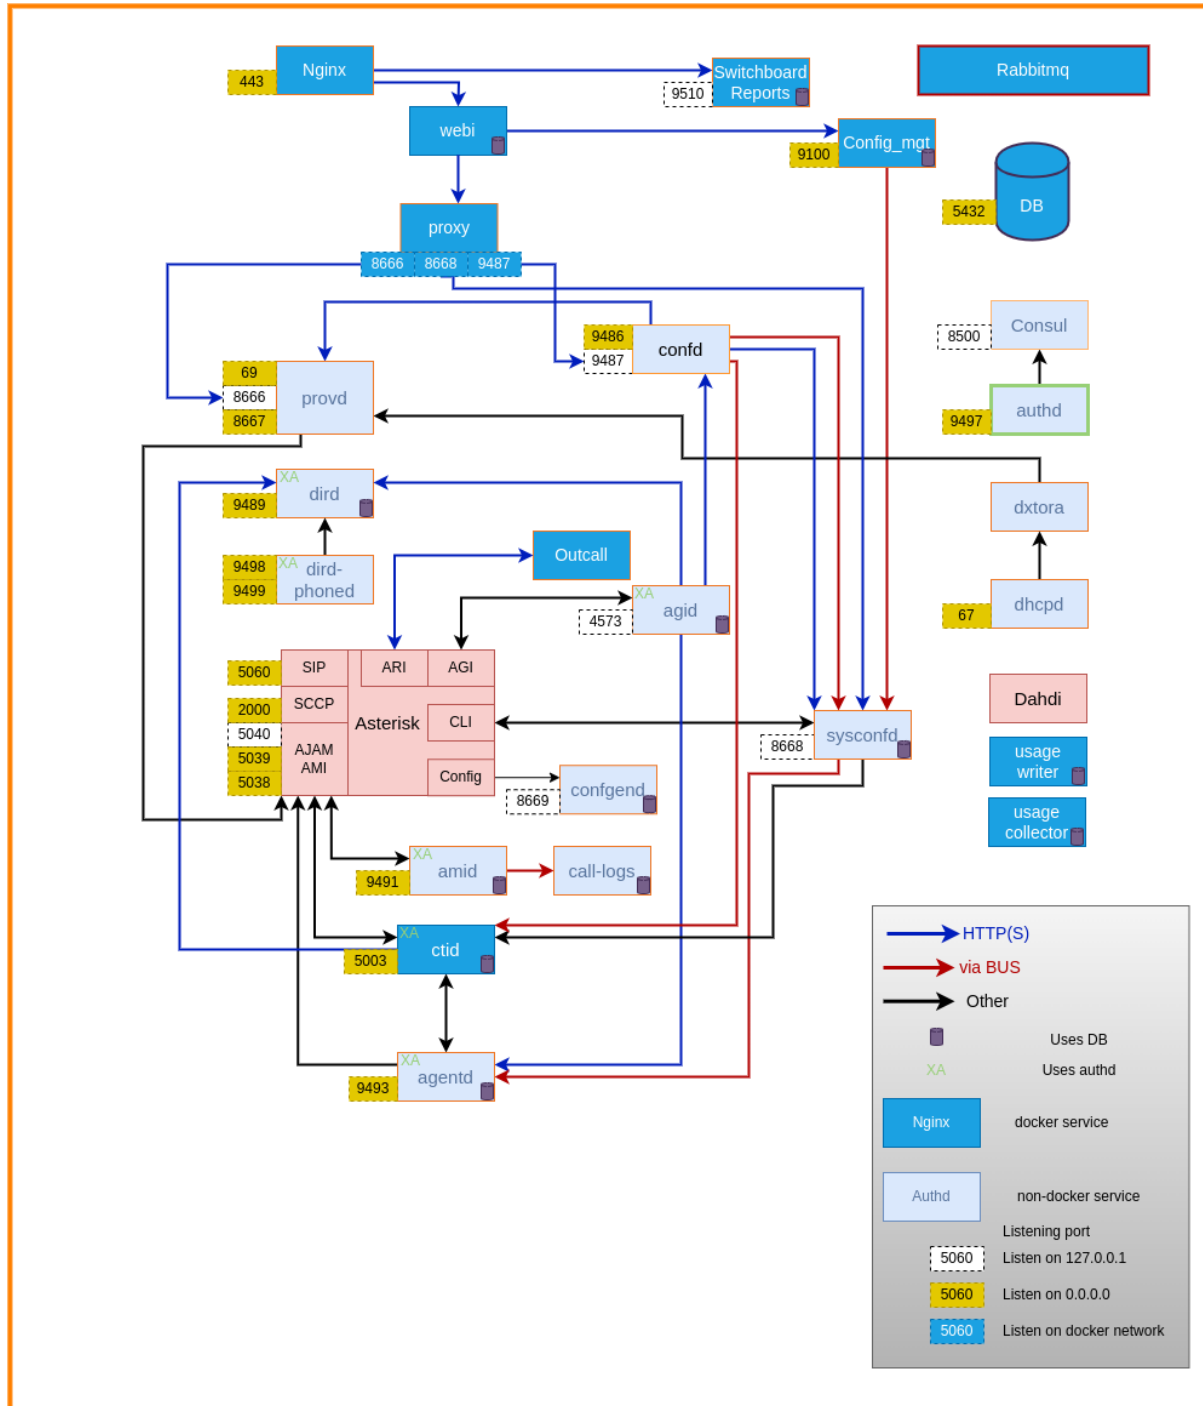 Nginx
443
Switchboard
Reports
9510
Rabbitmq
webi
Config_mgt
9100
DB
5432
proxy
8666
8668
9487
Consul
8500
9486
9487
confd
69
8666
8667
provd
authd
9497
XA
dird
9489
dxtora
Outcall
9498
9499
XA
dird-
phoned
XA
agid
4573
dhcpd
67
5060
SIP
ARI
AGI
2000
SCCP
Asterisk
CLI
5040
5039
5038
AJAM
AMI
Config
sysconfd
8668
Dahdi
confgend
8669
usage
writer
usage
collector
XA
amid
9491
call-logs
XA
ctid
5003
XA
agentd
9493
HTTP(S)
via BUS
Other
Uses DB
XA
Uses authd
Nginx
docker service
Authd
non-docker service
Listening port
5060
Listen on 127.0.0.1
5060
Listen on 0.0.0.0
5060
Listen on docker network